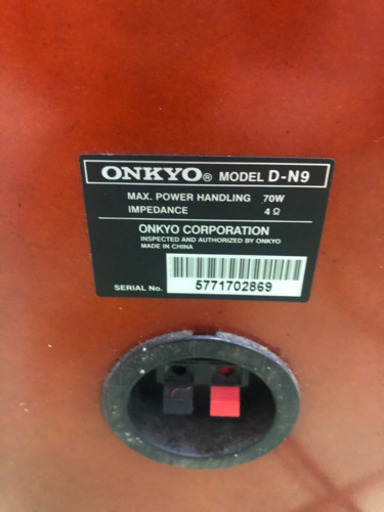 ONKYO® MODEL D-N9
MAX. POWER HANDLING 70W
IMPEDANCE 4 Ω
ONKYO CORPORATION
INSPECTED AND AUTHORIZED BY ONKYO
MADE IN CHINA
SERIAL No. 5771702869